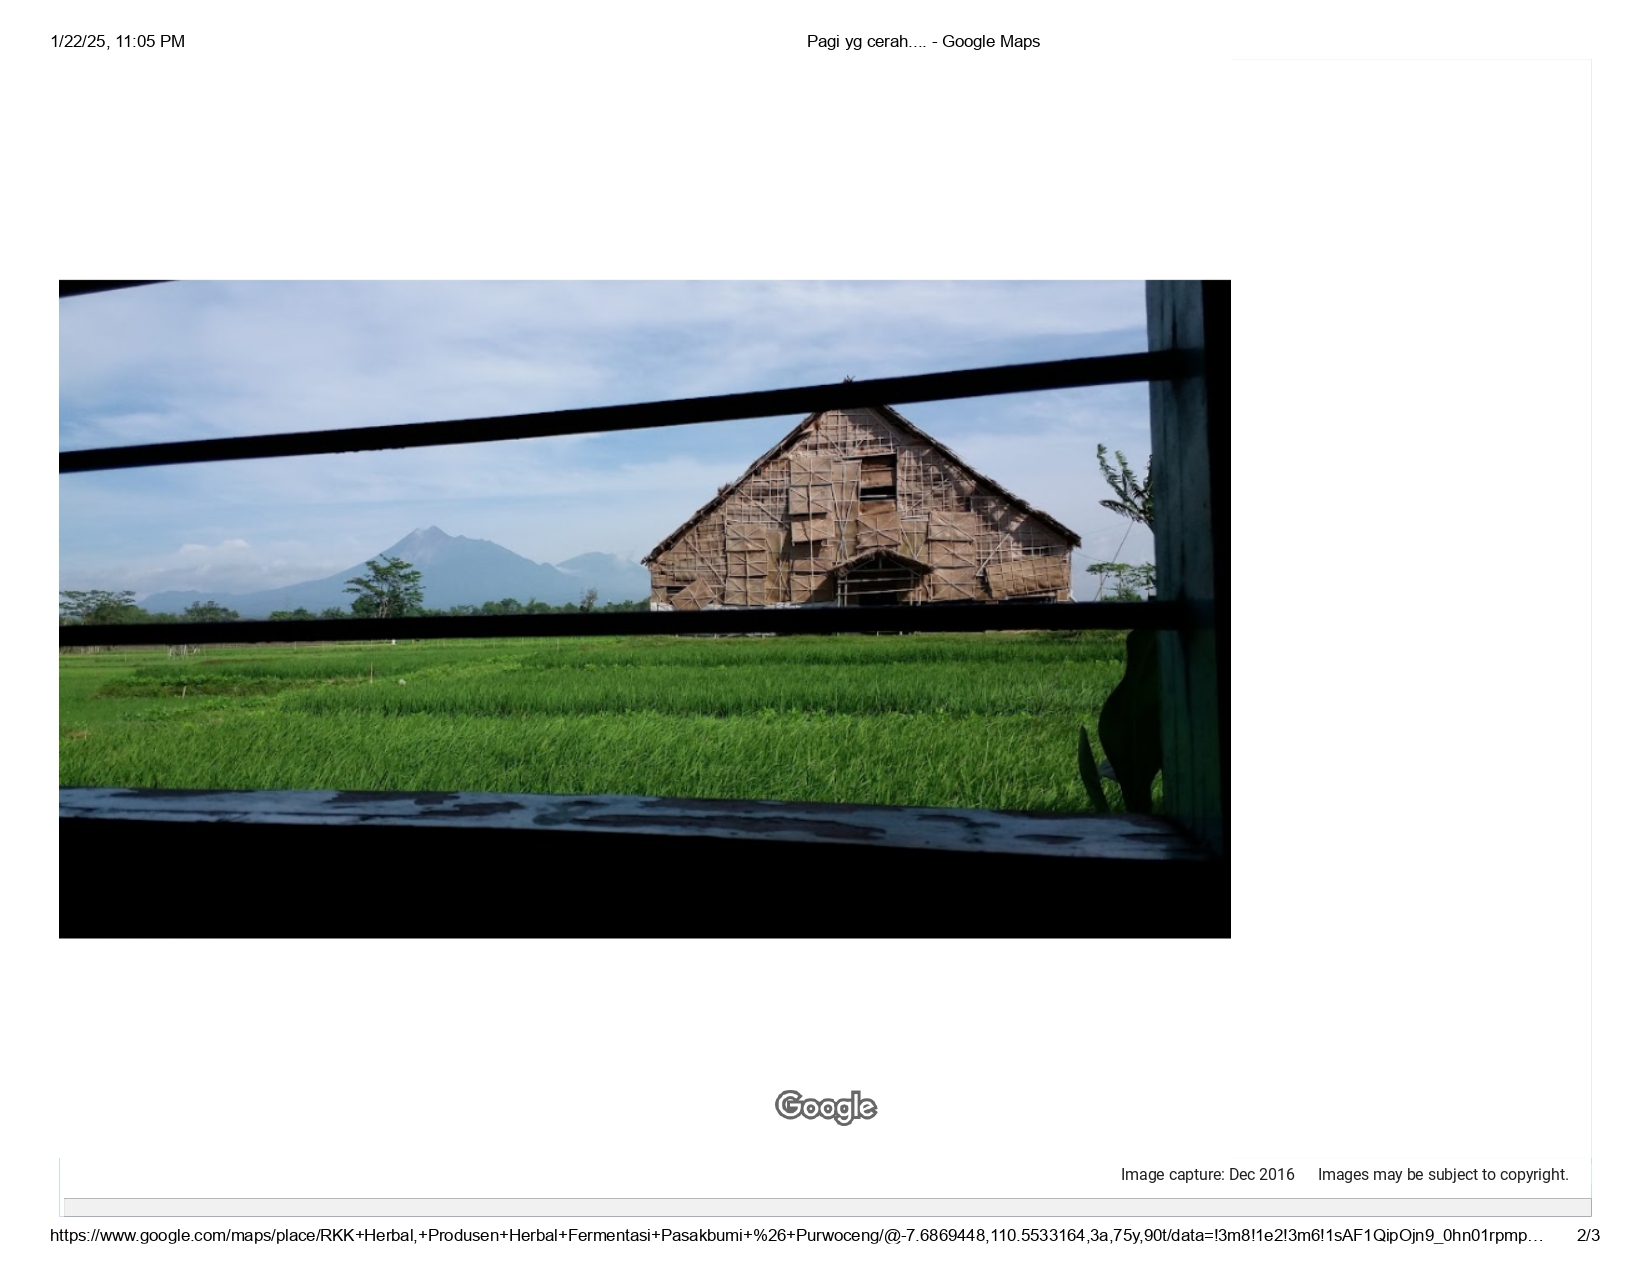 1/22/25, 11:05 PM
Pagi yg cerah.... - Google Maps
Google
Image capture: Dec 2016
Images may be subject to copyright.
https://www.google.com/maps/place/RKK+Herbal,+Produsen+Herbal+Fermentasi+Pasakbumi+%26+Purwoceng/@-7.6869448,110.5533164,3a,75y,90t/data=!3m8!1e2!3m6!1sAF1QipOjn9_0hn01rpmp…
2/3